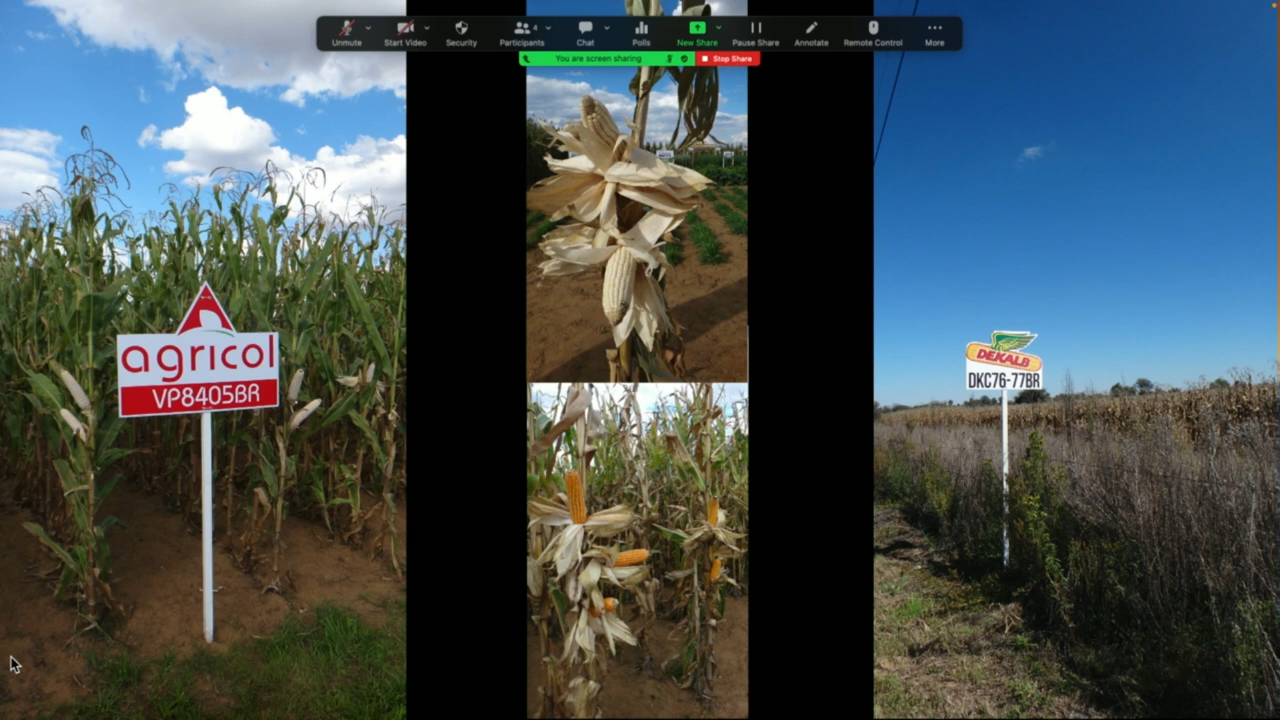 Unmute
Start Video
Security
Participants
4
Chat
Polls
New Share
Pause Share
Annotate
Remote Control
More
You are screen sharing
Stop Share
agricol
VP8405BR
DEKALB
DKC76-77BR